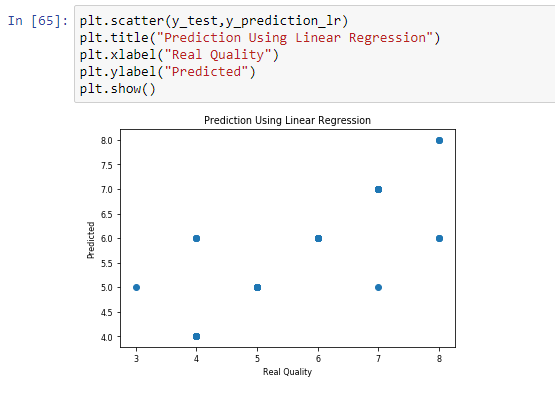 In [65]: plt.scatter(y_test,y_prediction_lr)
plt.title("Prediction Using Linear Regression")
plt.xlabel("Real Quality")
plt.ylabel("Predicted")
plt.show()
Prediction Using Linear Regression
8.0
7.5
7.0
6.5
6.0
5.5
5.0
4.5
4.0
Predicted
3 4 5 6 7 8
Real Quality